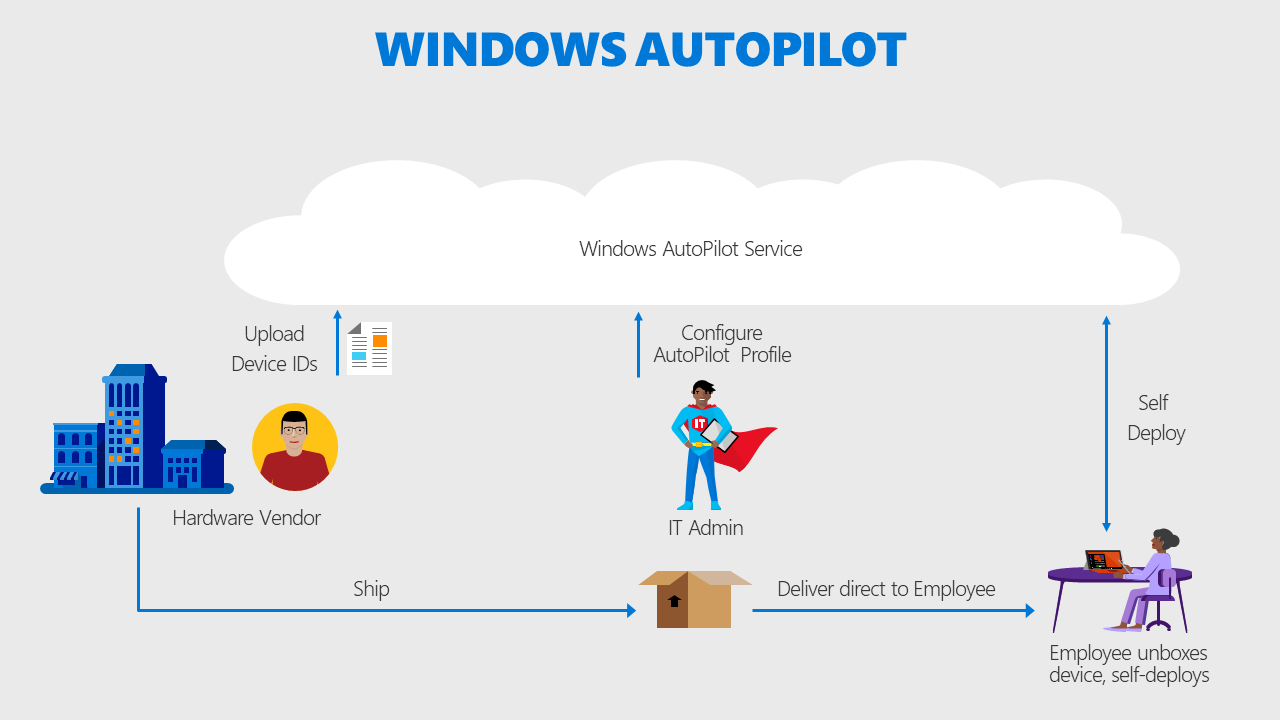 WINDOWS AUTOPILOT
Windows AutoPilot Service
Upload
Device IDs
Configure
AutoPilot Profile
Self
Deploy
IT
Hardware Vendor
IT Admin
Ship
Deliver direct to Employee
Employee unboxes
device, self-deploys